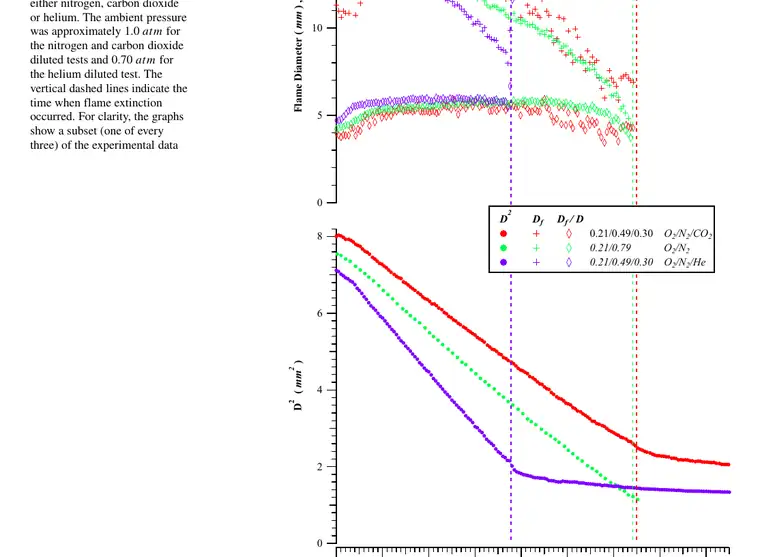 either nitrogen, carbon dioxide
or helium. The ambient pressure
was approximately 1.0 atm for
the nitrogen and carbon dioxide
diluted tests and 0.70 atm for
the helium diluted test. The
vertical dashed lines indicate the
time when flame extinction
occurred. For clarity, the graphs
show a subset (one of every
three) of the experimental data
Flame Diameter ( mm ) ,
10
5
0
D² Df Df / D
0.21/0.49/0.30 O₂/N₂/CO₂
0.21/0.79 O₂/N₂
0.21/0.49/0.30 O₂/N₂/He
D² ( mm² )
8
6
4
2
0